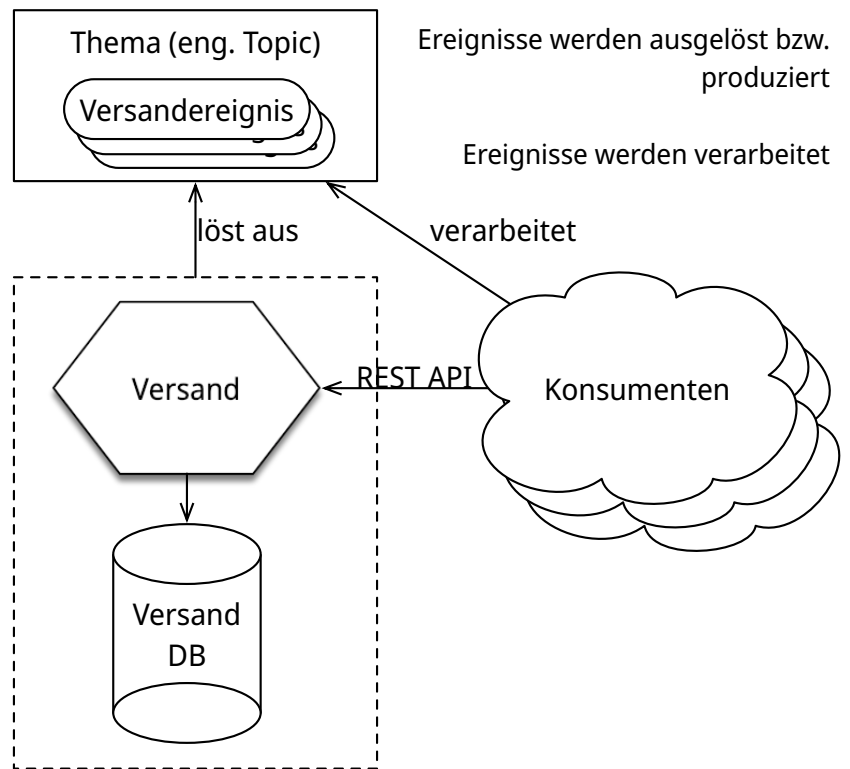 Thema (eng. Topic)
Versandereignis
Ereignisse werden ausgelöst bzw.
produziert
Ereignisse werden verarbeitet
löst aus
verarbeitet
Versand
REST API
Konsumenten
Versand
DB